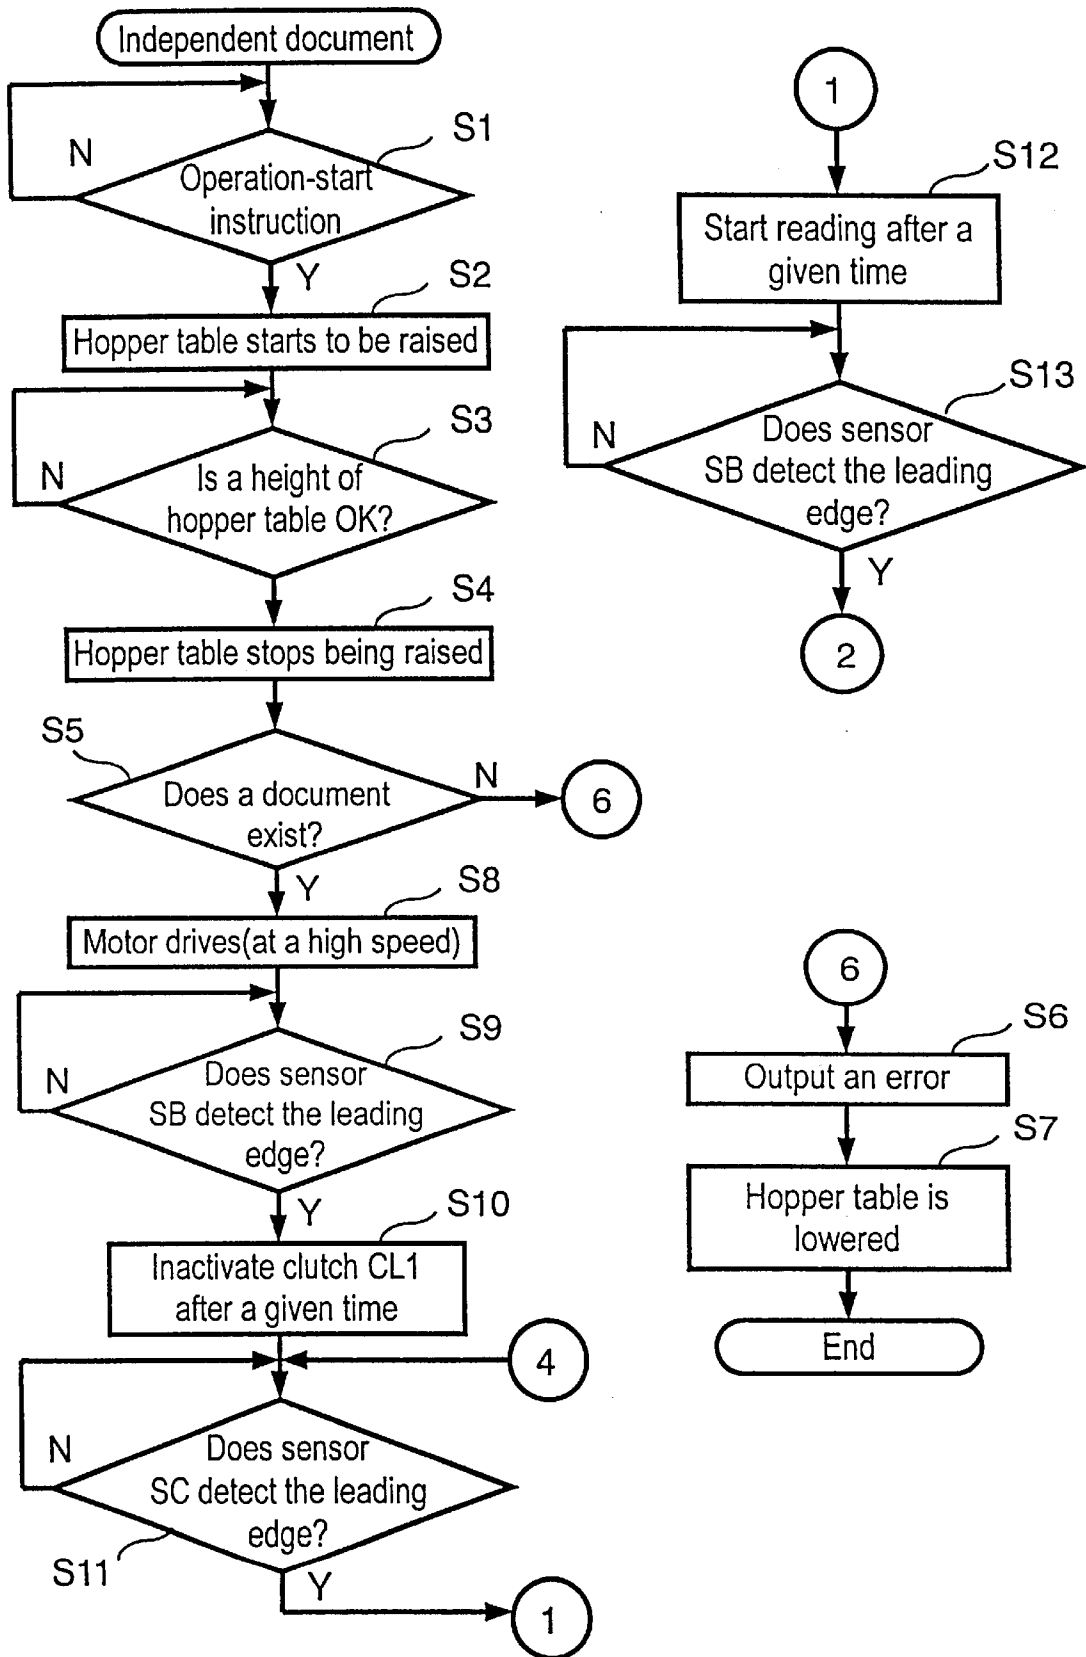 Independent document
N
S1
Operation-start
instruction
Y
S2
Hopper table starts to be raised
S3
N
Is a height of
hopper table OK?
S4
Hopper table stops being raised
S5
Does a document
exist?
N
6
Y
S8
Motor drives(at a high speed)
S9
N
Does sensor
SB detect the leading
edge?
Y
S10
Inactivate clutch CL1
after a given time
4
N
Does sensor
SC detect the leading
edge?
S11
Y
1
1
S12
Start reading after a
given time
S13
N
Does sensor
SB detect the leading
edge?
Y
2
6
S6
Output an error
S7
Hopper table is
lowered
End